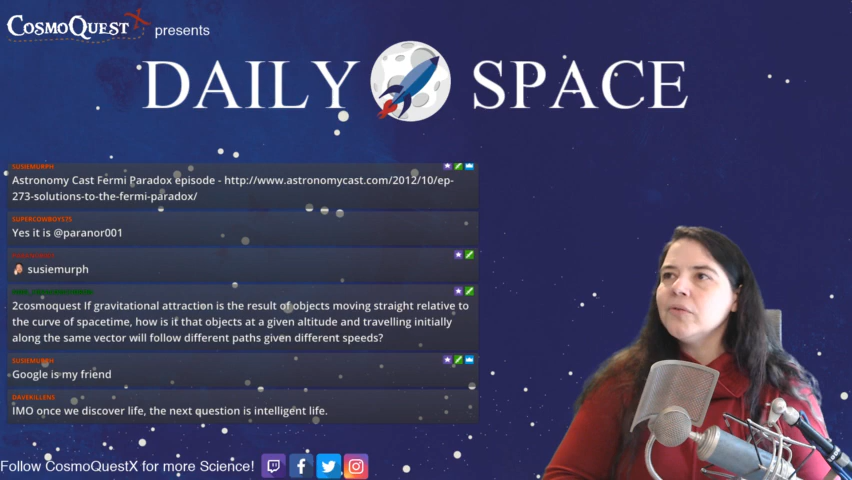 COSMOQUESTX presents
DAILY SPACE
SUSIEMURPH
Astronomy Cast Fermi Paradox episode - http://www.astronomycast.com/2012/10/ep-
273-solutions-to-the-fermi-paradox/
SUPERCOWBOYS75
Yes it is @paranor001
susiemurph
2cosmoquest If gravitational attraction is the result of objects moving straight relative to
the curve of spacetime, how is it that objects at a given altitude and travelling initially
along the same vector will follow different paths given different speeds?
SUSIEMURPH
Google is my friend
DAVEKILLENS
IMO once we discover life, the next question is intelligent life.
Follow CosmoQuestX for more Science!